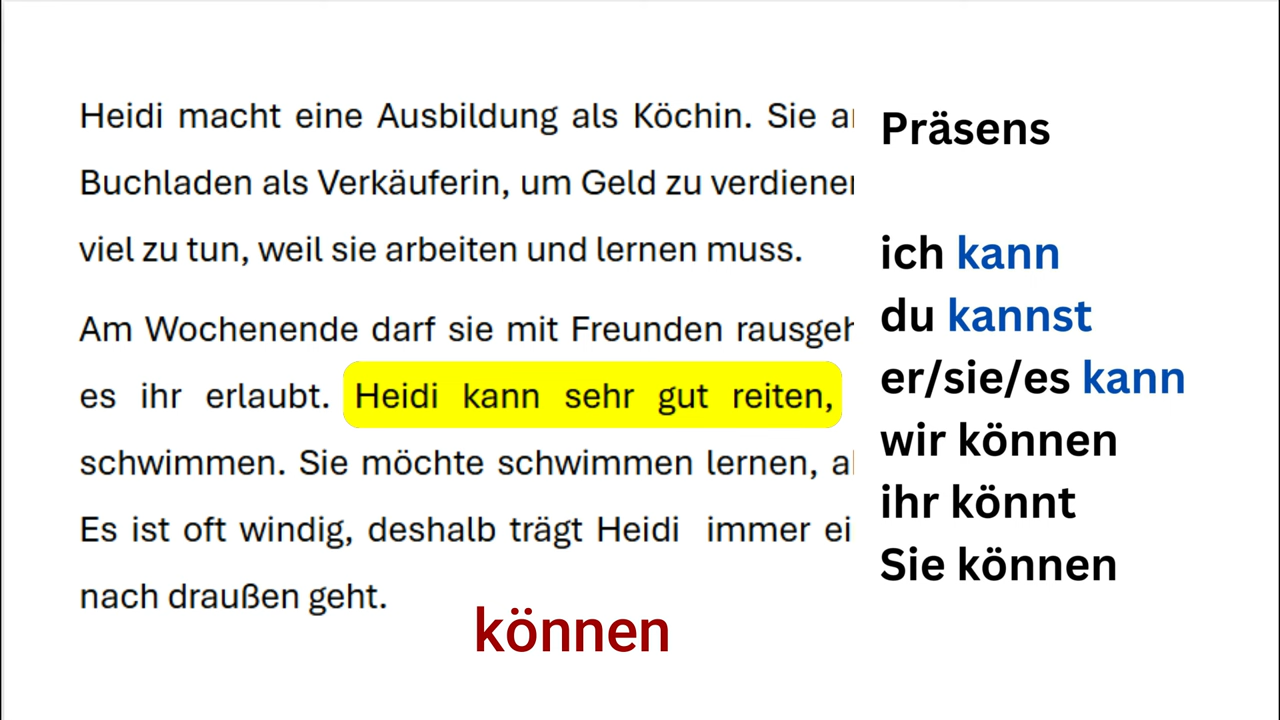 Heidi macht eine Ausbildung als Köchin. Sie
Buchladen als Verkäuferin, um Geld zu verdienen
viel zu tun, weil sie arbeiten und lernen muss.
Am Wochenende darf sie mit Freunden
es ihr erlaubt. Heidi kann sehr gut reiten,
schwimmen. Sie möchte schwimmen lernen,
Es ist oft windig, deshalb trägt Heidi immer
nach draußen geht.
können
Präsens
ich kann
du kannst
er/sie/es kann
wir können
ihr könnt
Sie können